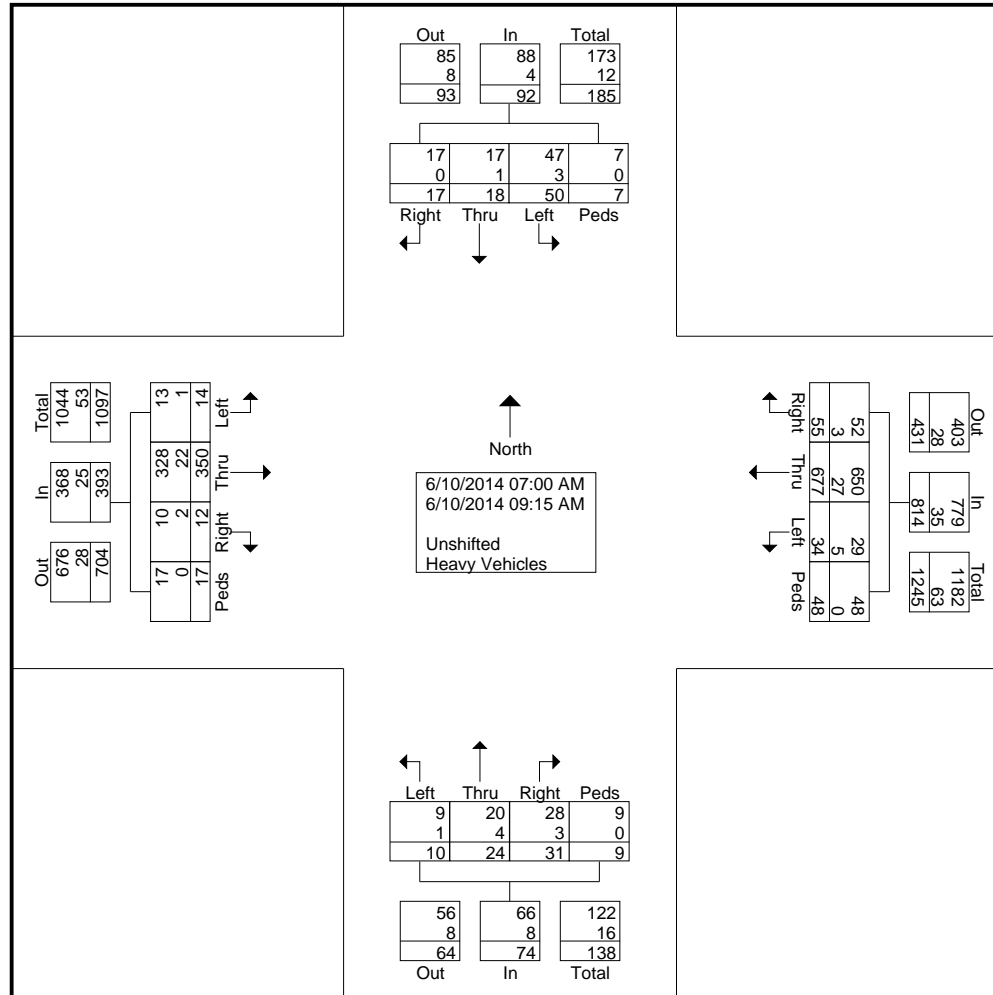 Out In Total
85 88 173
8 4 12
93 92 185
17 17 47 7
0 1 3 0
17 18 50 7
Right Thru Left Peds
Total
1044
53
1097
In
368
25
393
Out
676
28
704
Left
13
1
14
Thru
328
22
350
Right
10
2
12
Peds
17
0
17
North
6/10/2014 07:00 AM
6/10/2014 09:15 AM
Unshifted
Heavy Vehicles
Right
52
3
55
Thru
650
27
677
Left
29
5
34
Peds
48
0
48
Out
403
28
431
In
779
35
814
Total
1182
63
1245
Left Thru Right Peds
9 20 28 9
1 4 3 0
10 24 31 9
56 66 122
8 8 16
64 74 138
Out In Total